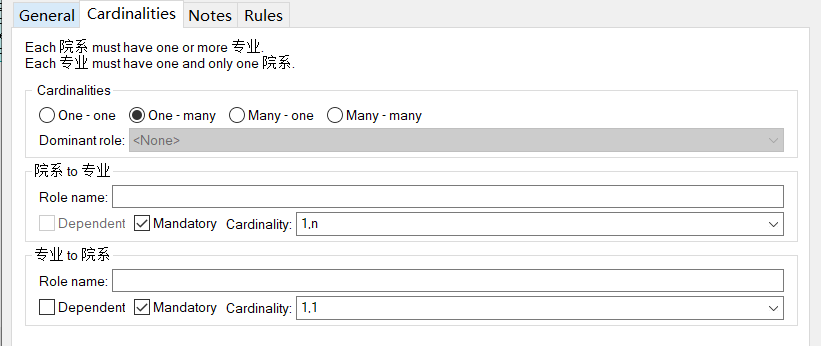 General Cardinalities Notes Rules
Each 院系 must have one or more 专业.
Each 专业 must have one and only one 院系.
Cardinalities
One - one One - many Many - one Many - many
Dominant role: <None>
院系 to 专业
Role name:
Dependent Mandatory Cardinality: 1,n
专业 to 院系
Role name:
Dependent Mandatory Cardinality: 1,1